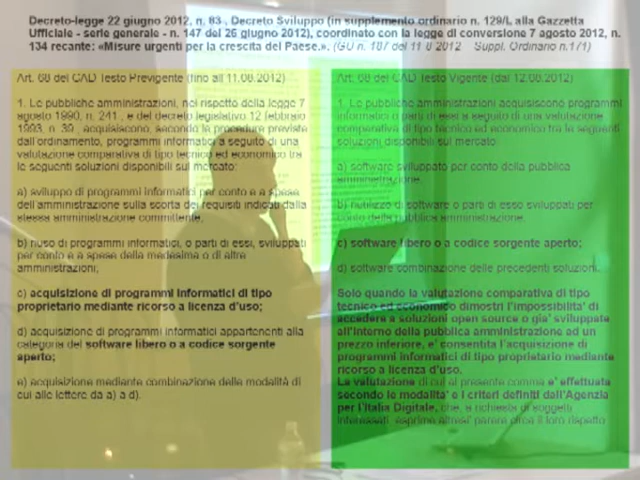 Decreto-legge 22 giugno 2012, n. 83 , Decreto Sviluppo (in supplemento ordinario n. 129/L alla Gazzetta
Ufficiale - serie generale - n. 147 del 26 giugno 2012), coordinato con la legge di conversione 7 agosto 2012, n.
134 recante: «Misure urgenti per la crescita del Paese.». (GU n. 187 del 11 8 2012 Suppl. Ordinario n.171)
Art. 68 del CAD Testo Previgente (fino all'11.08.2012)
1. Le pubbliche amministrazioni, nel rispetto della legge 7
agosto 1990, n. 241 , e del decreto legislativo 12 febbraio
1993, n. 39 , acquisiscono, secondo le procedure previste
dall'ordinamento, programmi informatici a seguito di una
valutazione comparativa di tipo tecnico ed economico tra
le seguenti soluzioni disponibili sul mercato:
a) sviluppo di programmi informatici per conto e a spese
dell'amministrazione sulla scorta dei requisiti indicati dalla
stessa amministrazione committente;
b) riuso di programmi informatici, o parti di essi, sviluppati
per conto e a spese della medesima o di altre
amministrazioni;
c) acquisizione di programmi informatici di tipo
proprietario mediante ricorso a licenza d'uso;
d) acquisizione di programmi informatici appartenenti alla
categoria del software libero o a codice sorgente
aperto;
e) acquisizione mediante combinazione delle modalità di
cui alle lettere da a) a d).
Art. 68 del CAD Testo Vigente (dal 12.08.2012)
1. Le pubbliche amministrazioni acquisiscono programmi
informatici o parti di essi a seguito di una valutazione
comparativa di tipo tecnico ed economico tra le seguenti
soluzioni disponibili sul mercato:
a) software sviluppato per conto della pubblica
amministrazione;
b) riutilizzo di software o parti di esso sviluppati per
conto della pubblica amministrazione;
c) software libero o a codice sorgente aperto;
d) software combinazione delle precedenti soluzioni.
Solo quando la valutazione comparativa di tipo
tecnico ed economico dimostri l'impossibilita' di
accedere a soluzioni open source o gia' sviluppate
all'interno della pubblica amministrazione ad un
prezzo inferiore, e' consentita l'acquisizione di
programmi informatici di tipo proprietario mediante
ricorso a licenza d'uso.
La valutazione di cui al presente comma e' effettuata
secondo le modalita' e i criteri definiti dall'Agenzia
per l'Italia Digitale, che, a richiesta di soggetti
interessati, esprime altresi' parere circa il loro rispetto